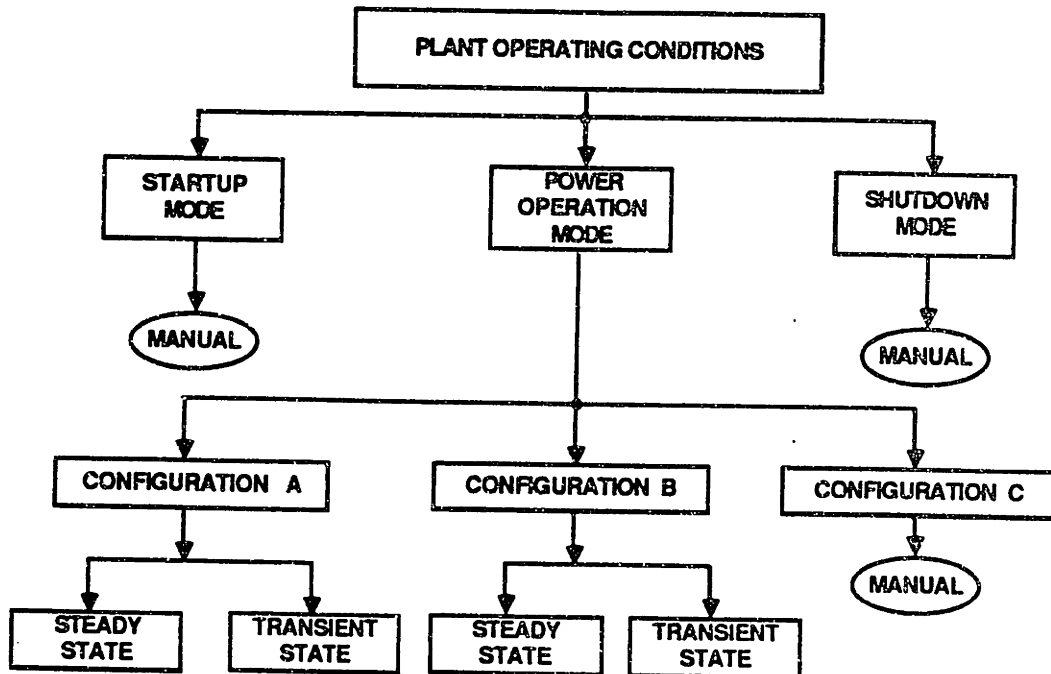 PLANT OPERATING CONDITIONS
STARTUP
MODE
POWER
OPERATION
MODE
SHUTDOWN
MODE
MANUAL
MANUAL
CONFIGURATION A
CONFIGURATION B
CONFIGURATION C
MANUAL
STEADY
STATE
TRANSIENT
STATE
STEADY
STATE
TRANSIENT
STATE